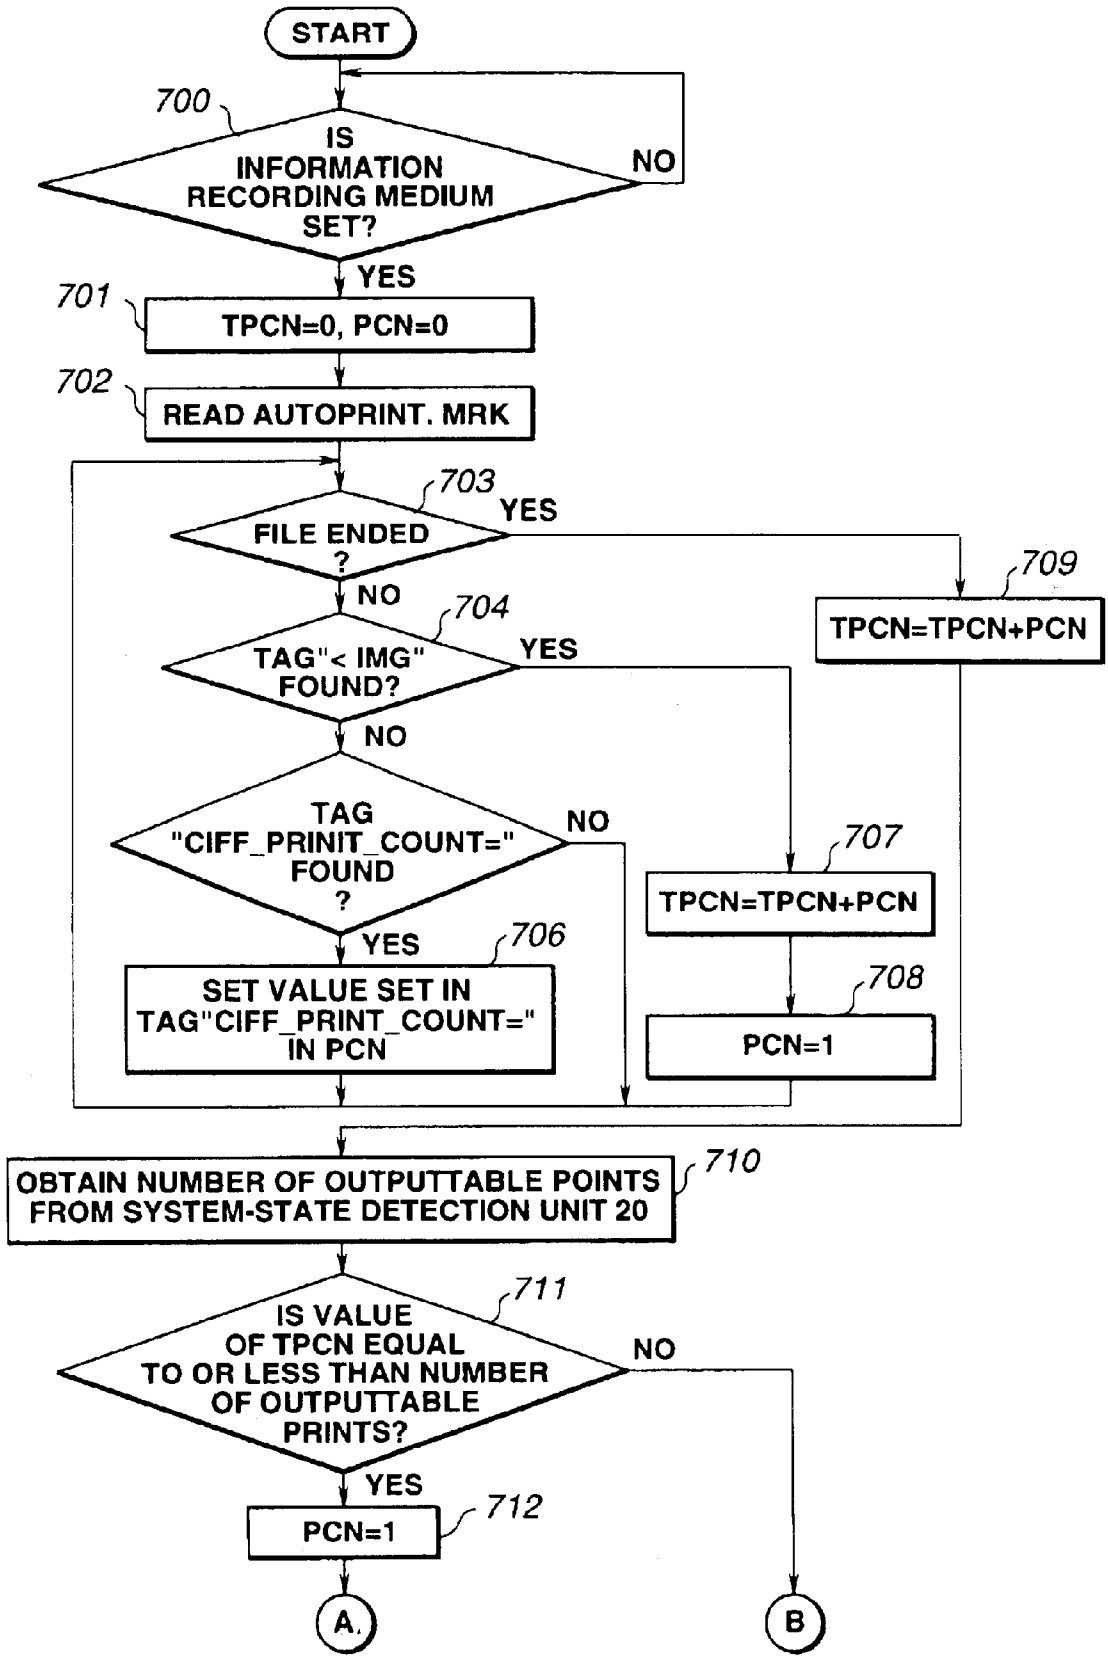 START
700
IS
INFORMATION
RECORDING MEDIUM
SET?
NO
YES
701
TPCN=0, PCN=0
702
READ AUTOPRINT. MRK
703
FILE ENDED
?
YES
NO
709
TPCN=TPCN+PCN
704
TAG"< IMG"
FOUND?
YES
NO
TAG
"CIFF_PRINIT_COUNT="
FOUND
?
NO
YES
707
TPCN=TPCN+PCN
706
SET VALUE SET IN
TAG"CIFF_PRINT_COUNT="
IN PCN
708
PCN=1
710
OBTAIN NUMBER OF OUTPUTTABLE POINTS
FROM SYSTEM-STATE DETECTION UNIT 20
711
IS VALUE
OF TPCN EQUAL
TO OR LESS THAN NUMBER
OF OUTPUTTABLE
PRINTS?
NO
YES
712
PCN=1
A
B